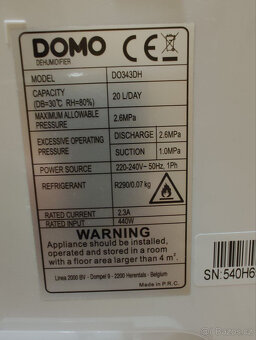 DOMO CE
DEHUMIDIFIER
MODEL DO343DH
CAPACITY
(DB=30℃ RH=80%) 20 L/DAY
MAXIMUM ALLOWABLE
PRESSURE 2.6MPa
EXCESSIVE OPERATING
PRESSURE
DISCHARGE 2.6MPa
SUCTION 1.0MPa
POWER SOURCE 220-240V~ 50Hz, 1Ph
REFRIGERANT R290/0.07 kg
RATED CURRENT 2.3A
RATED INPUT 440W
WARNING
Appliance should be installed,
operated and stored in a room
with a floor area larger than 4 m².
Linea 2000 BV - Dompel 9 - 2200 Herentals - Belgium
Made in P.R.C.
SN:540H6